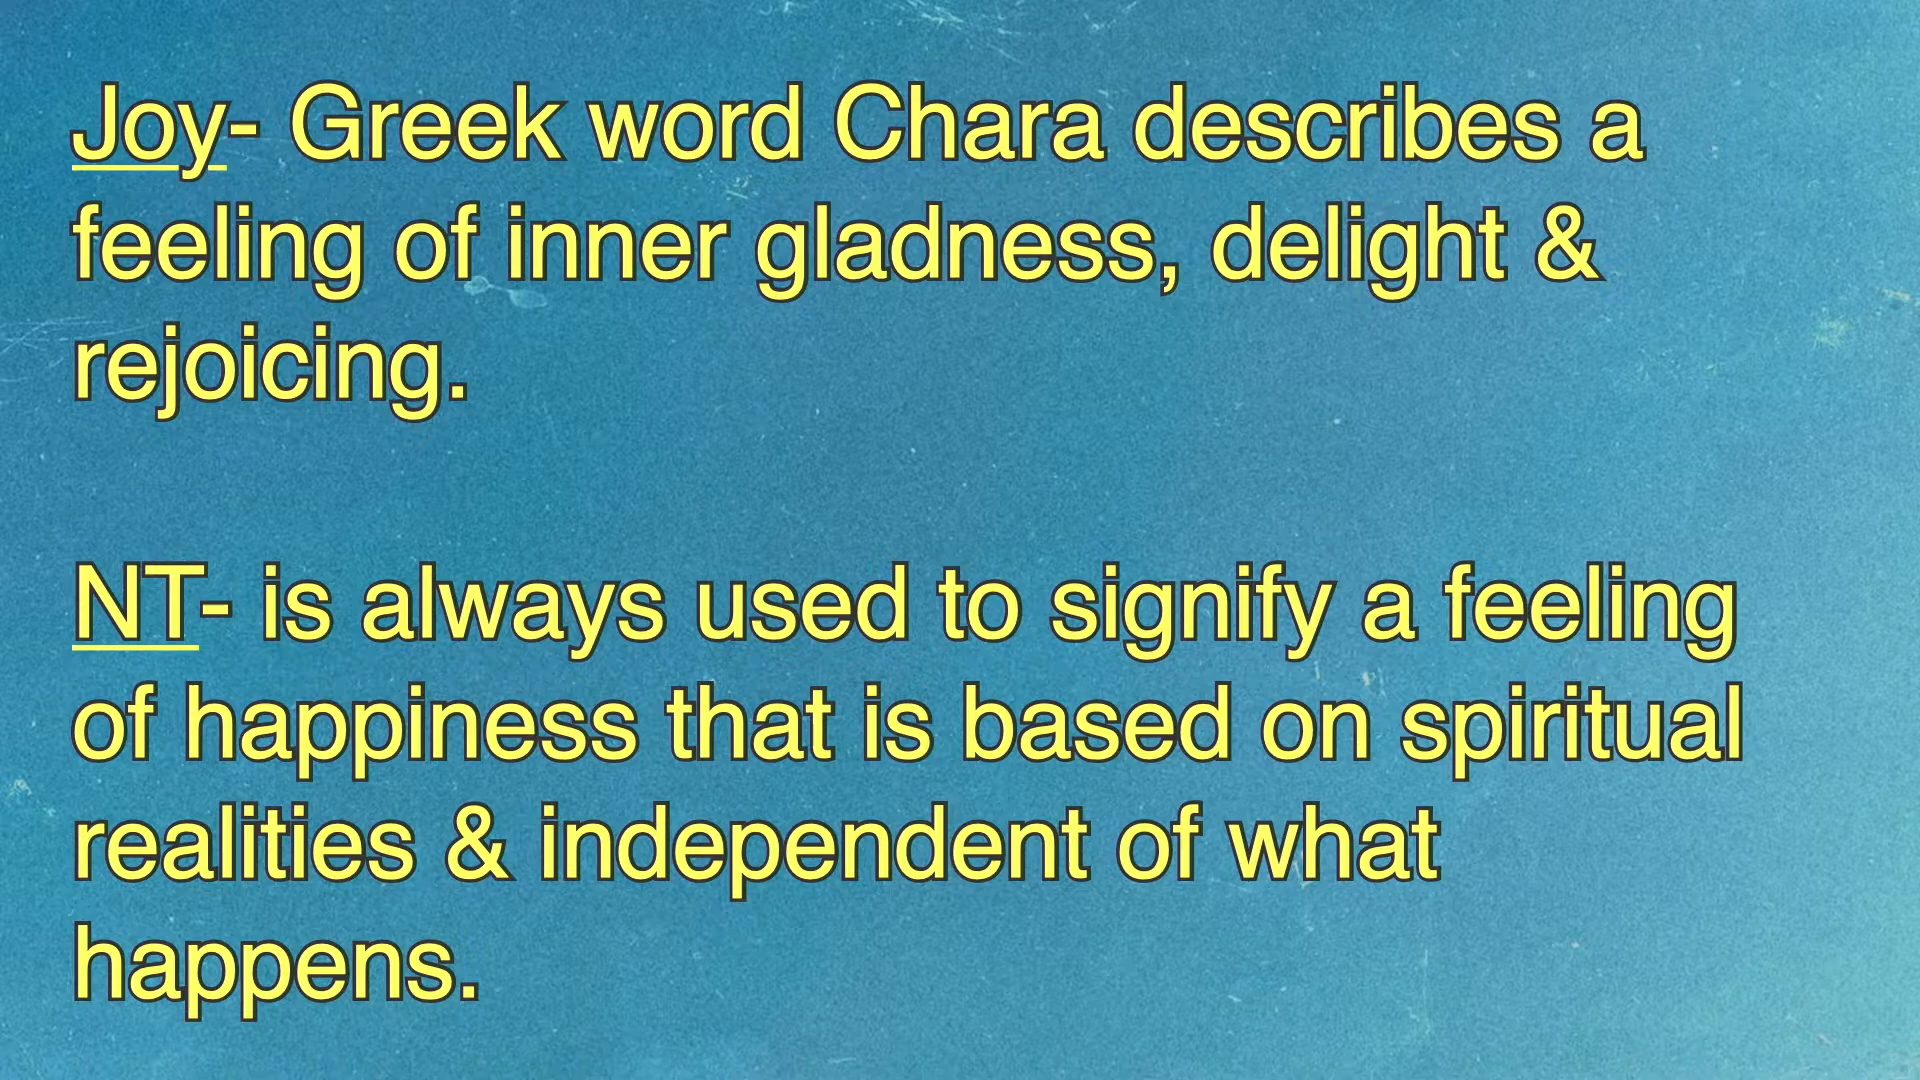 Joy- Greek word Chara describes a
feeling of inner gladness, delight &
rejoicing.
NT- is always used to signify a feeling
of happiness that is based on spiritual
realities & independent of what
happens.